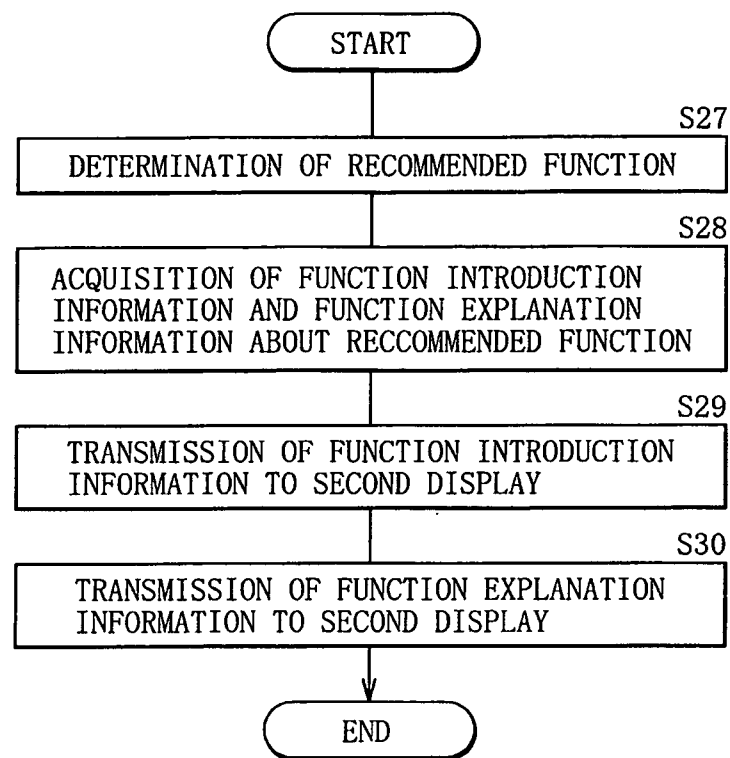 START
S27
DETERMINATION OF RECOMMENDED FUNCTION
S28
ACQUISITION OF FUNCTION INTRODUCTION
INFORMATION AND FUNCTION EXPLANATION
INFORMATION ABOUT RECCOMMENDED FUNCTION
S29
TRANSMISSION OF FUNCTION INTRODUCTION
INFORMATION TO SECOND DISPLAY
S30
TRANSMISSION OF FUNCTION EXPLANATION
INFORMATION TO SECOND DISPLAY
END